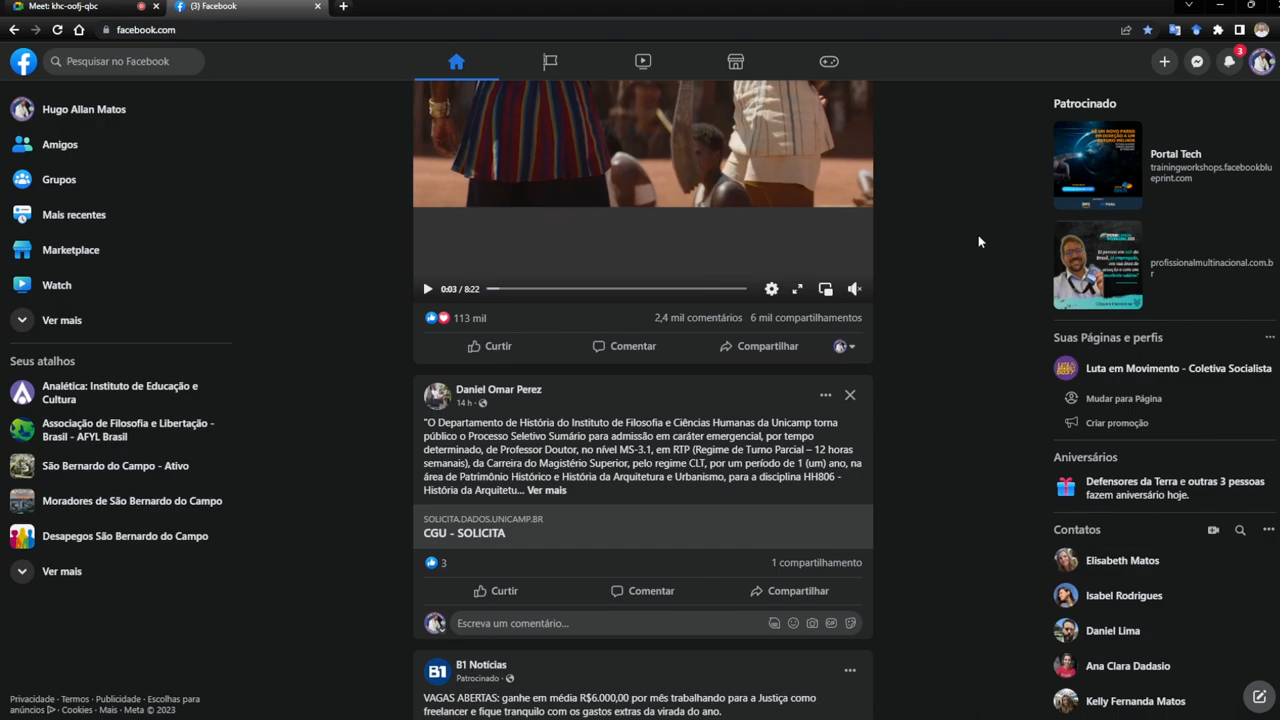 Meet: khc-oofj-qbc
(3) Facebook
facebook.com
Pesquisar no Facebook
3
Hugo Allan Matos
Amigos
Grupos
Mais recentes
Marketplace
Watch
Ver mais
Seus atalhos
Analética: Instituto de Educação e
Cultura
Associação de Filosofia e Libertação -
Brasil - AFYL Brasil
São Bernardo do Campo - Ativo
Moradores de São Bernardo do Campo
Desapegos São Bernardo do Campo
Ver mais
Privacidade · Termos · Publicidade · Escolhas para
anúncios · Cookies · Mais · Meta © 2023
0:03 / 8:22
113 mil
2,4 mil comentários 6 mil compartilhamentos
Curtir Comentar Compartilhar
Daniel Omar Perez
14 h ·
"O Departamento de História do Instituto de Filosofia e Ciências Humanas da Unicamp torna
público o Processo Seletivo Sumário para admissão em caráter emergencial, por tempo
determinado, de Professor Doutor, no nível MS-3.1, em RTP (Regime de Turno Parcial – 12 horas
semanais), da Carreira do Magistério Superior, pelo regime CLT, por um período de 1 (um) ano, na
área de Patrimônio Histórico e História da Arquitetura e Urbanismo, para a disciplina HH806 -
História da Arquitetu... Ver mais
SOLICITA.DADOS.UNICAMP.BR
CGU - SOLICITA
3
1 compartilhamento
Curtir Comentar Compartilhar
Escreva um comentário...
B1
B1 Notícias
Patrocinado ·
VAGAS ABERTAS: ganhe em média R$6.000,00 por mês trabalhando para a Justiça como
freelancer e fique tranquilo com os gastos extras da virada do ano.
Patrocinado
Portal Tech
trainingworkshops.facebookblu
eprint.com
profissionalmultinacional.com.b
r
Suas Páginas e perfis
Luta em Movimento - Coletiva Socialista
Mudar para Página
Criar promoção
Aniversários
Defensores da Terra e outras 3 pessoas
fazem aniversário hoje.
Contatos
Elisabeth Matos
Isabel Rodrigues
Daniel Lima
Ana Clara Dadasio
Kelly Fernanda Matos